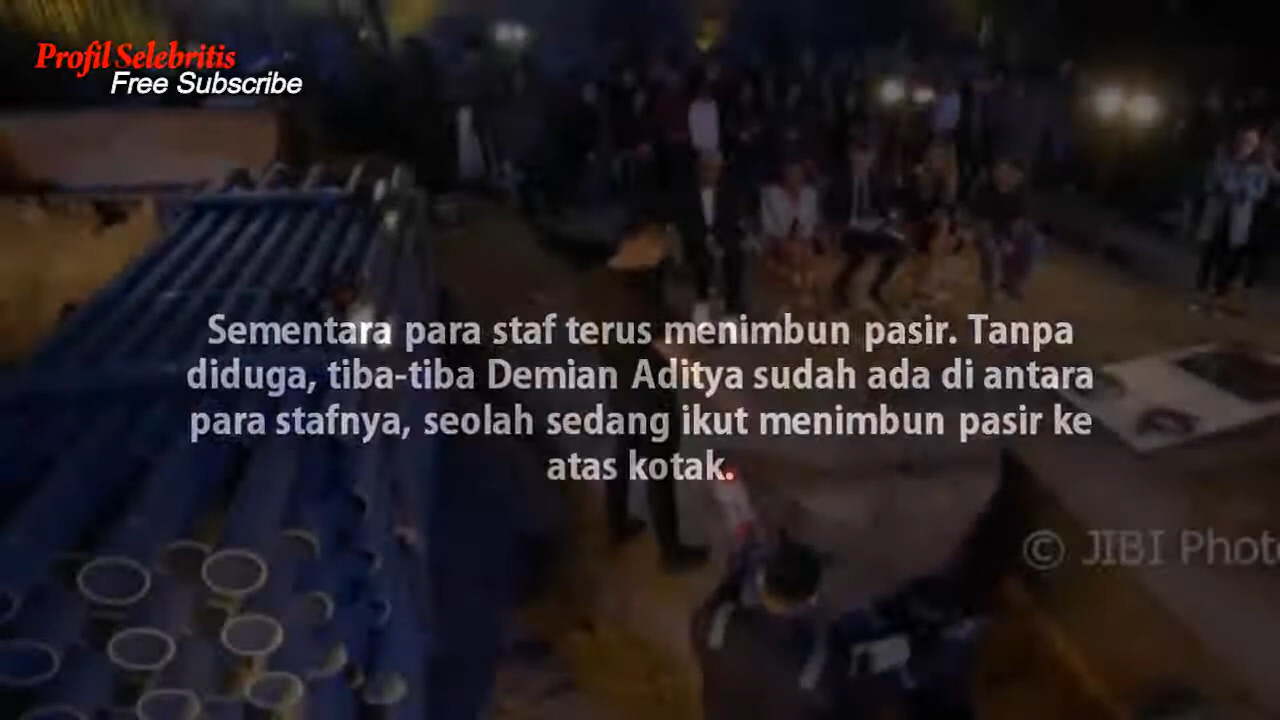 Profil Selebritis
Free Subscribe
Sementara para staf terus menimbun pasir. Tanpa
diduga, tiba-tiba Demian Aditya sudah ada di antara
para stafnya, seolah sedang ikut menimbun pasir ke
atas kotak.
© JIBI Photo